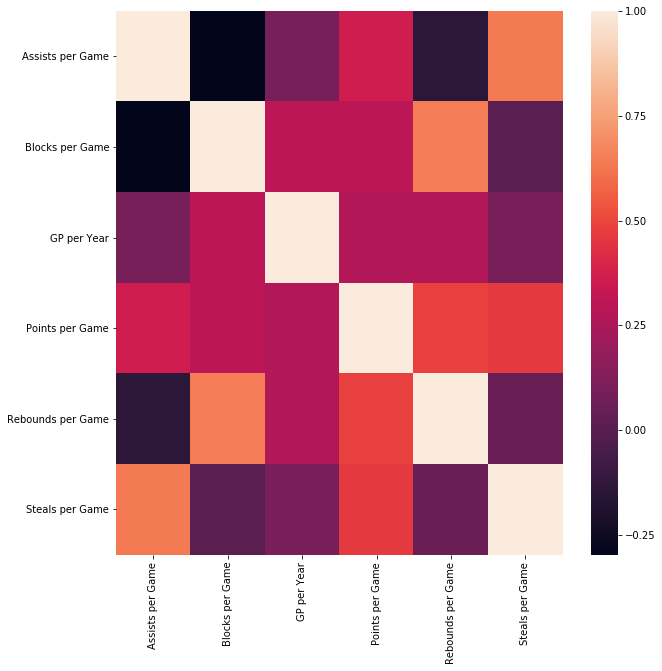 Assists per Game
Blocks per Game
GP per Year
Points per Game
Rebounds per Game
Steals per Game
Assists per Game
Blocks per Game
GP per Year
Points per Game
Rebounds per Game
Steals per Game
1.00
0.75
0.50
0.25
0.00
−0.25